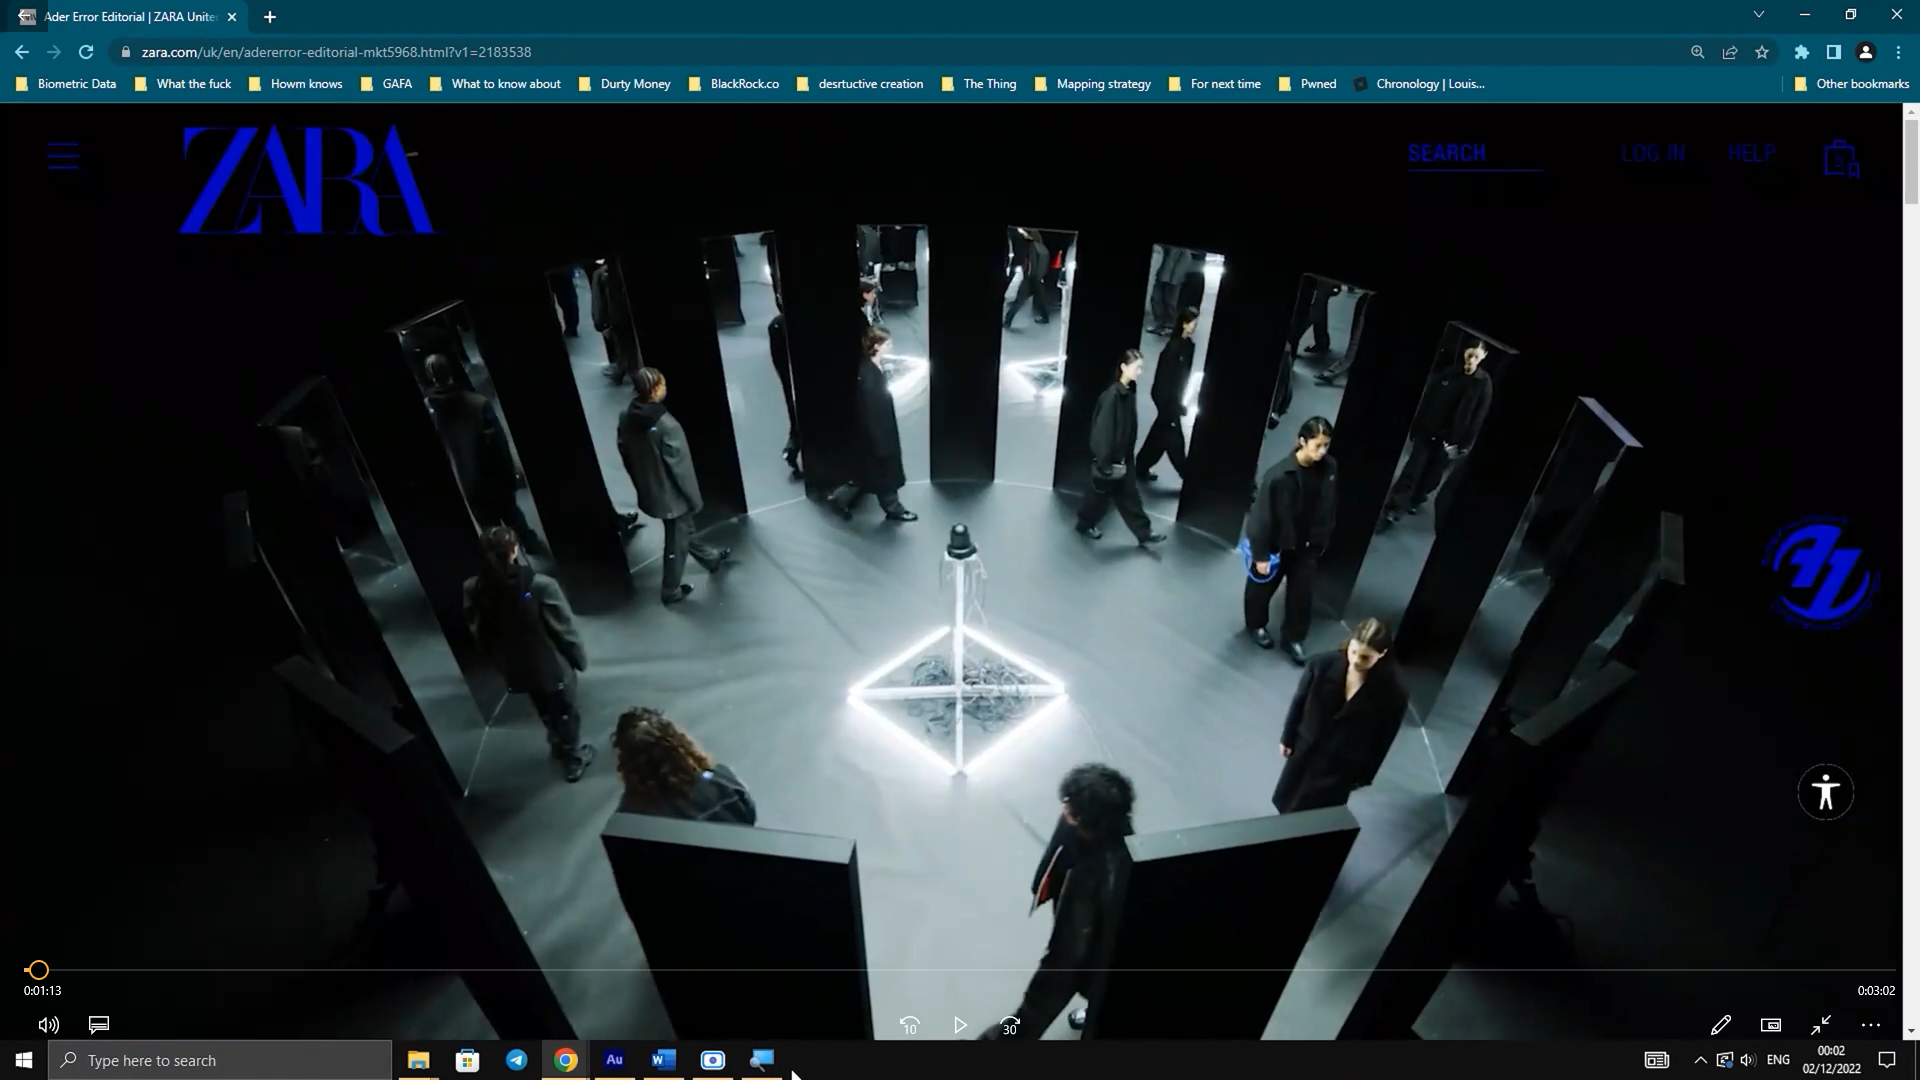 Ader Error Editorial | ZARA Unite
zara.com/uk/en/adererror-editorial-mkt5968.html?v1=2183538
Biometric Data
What the fuck
Howm knows
GAFA
What to know about
Durty Money
BlackRock.co
desrtuctive creation
The Thing
Mapping strategy
For next time
Pwned
Chronology | Louis...
Other bookmarks
ZARA
SEARCH
LOG IN
HELP
AZ
0:01:13
0:03:02
10
30
Type here to search
Au
W
ENG
00:02
02/12/2022